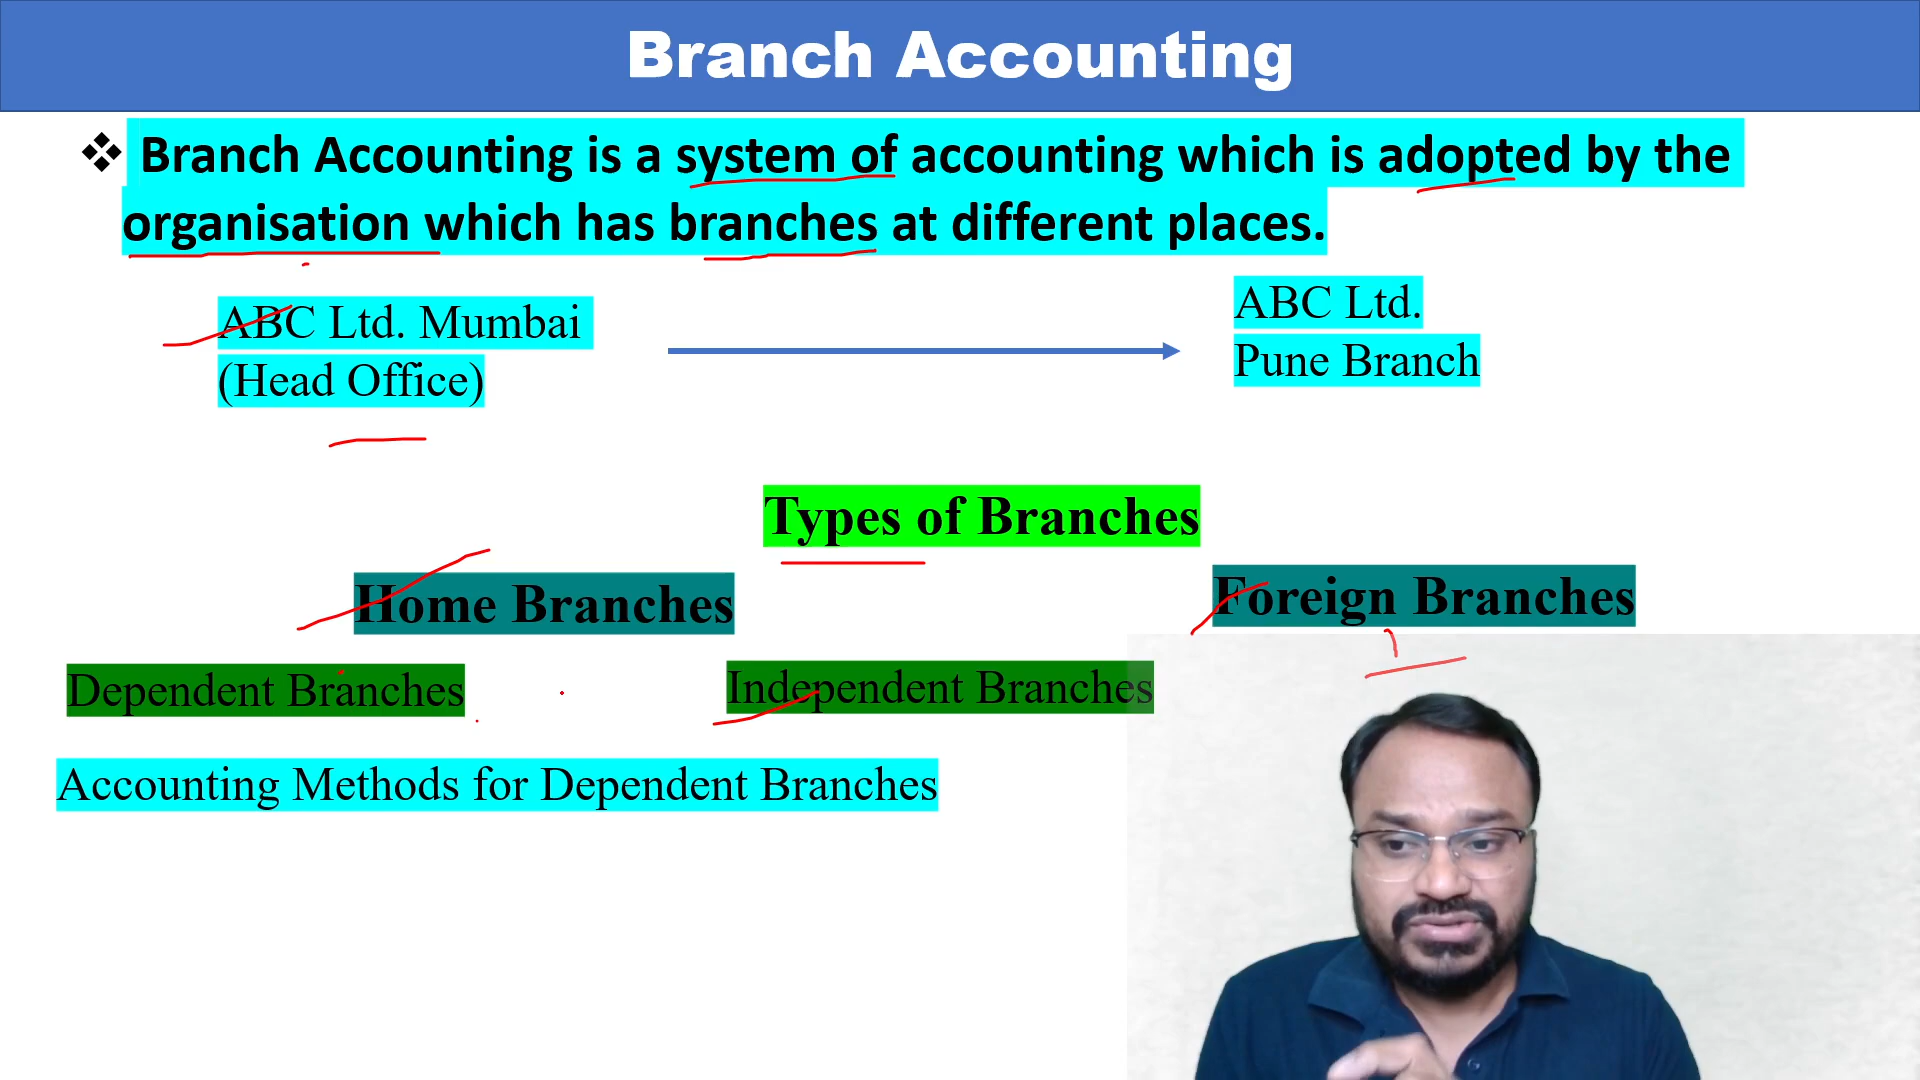 Branch Accounting
Branch Accounting is a system of accounting which is adopted by the
organisation which has branches at different places.
ABC Ltd. Mumbai
(Head Office)
ABC Ltd.
Pune Branch
Types of Branches
Home Branches
Foreign Branches
Dependent Branches
Independent Branches
Accounting Methods for Dependent Branches